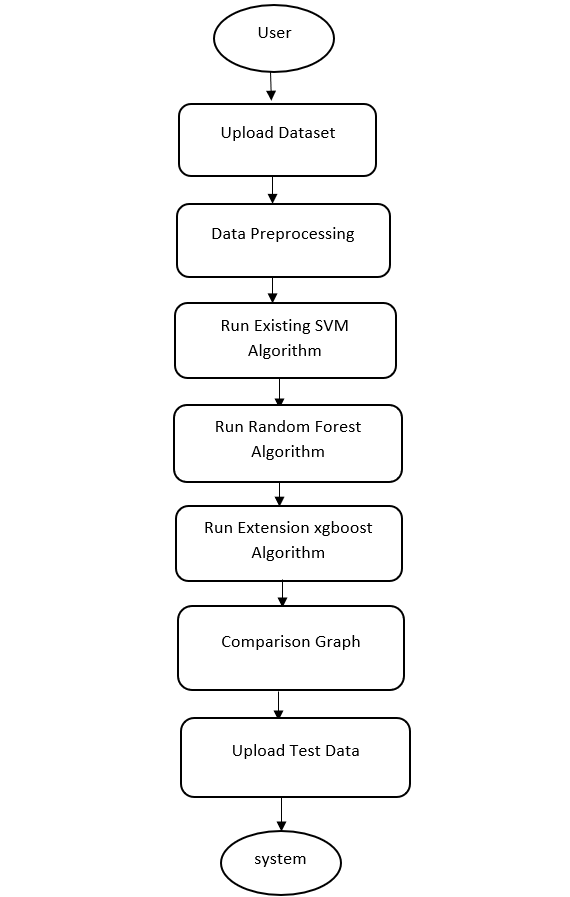 User
Upload Dataset
Data Preprocessing
Run Existing SVM
Algorithm
Run Random Forest
Algorithm
Run Extension xgboost
Algorithm
Comparison Graph
Upload Test Data
system